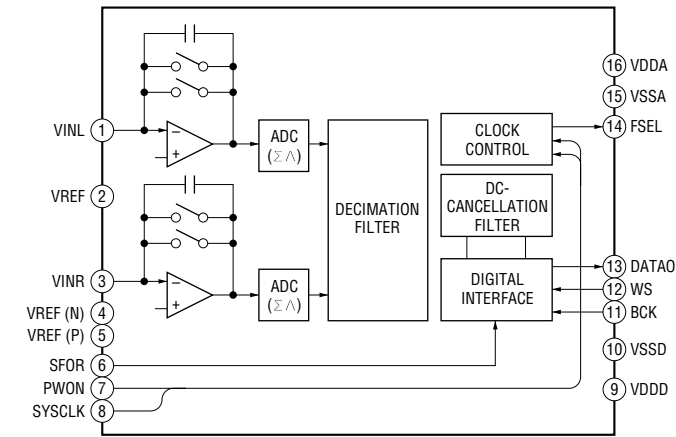 VINL 1
VREF 2
VINR 3
VREF (N) 4
VREF (P) 5
SFOR 6
PWON 7
SYSCLK 8
−
+
ADC
(ΣΔ)
−
+
ADC
(ΣΔ)
DECIMATION
FILTER
CLOCK
CONTROL
DC-
CANCELLATION
FILTER
DIGITAL
INTERFACE
16 VDDA
15 VSSA
14 FSEL
13 DATAO
12 WS
11 BCK
10 VSSD
9 VDDD